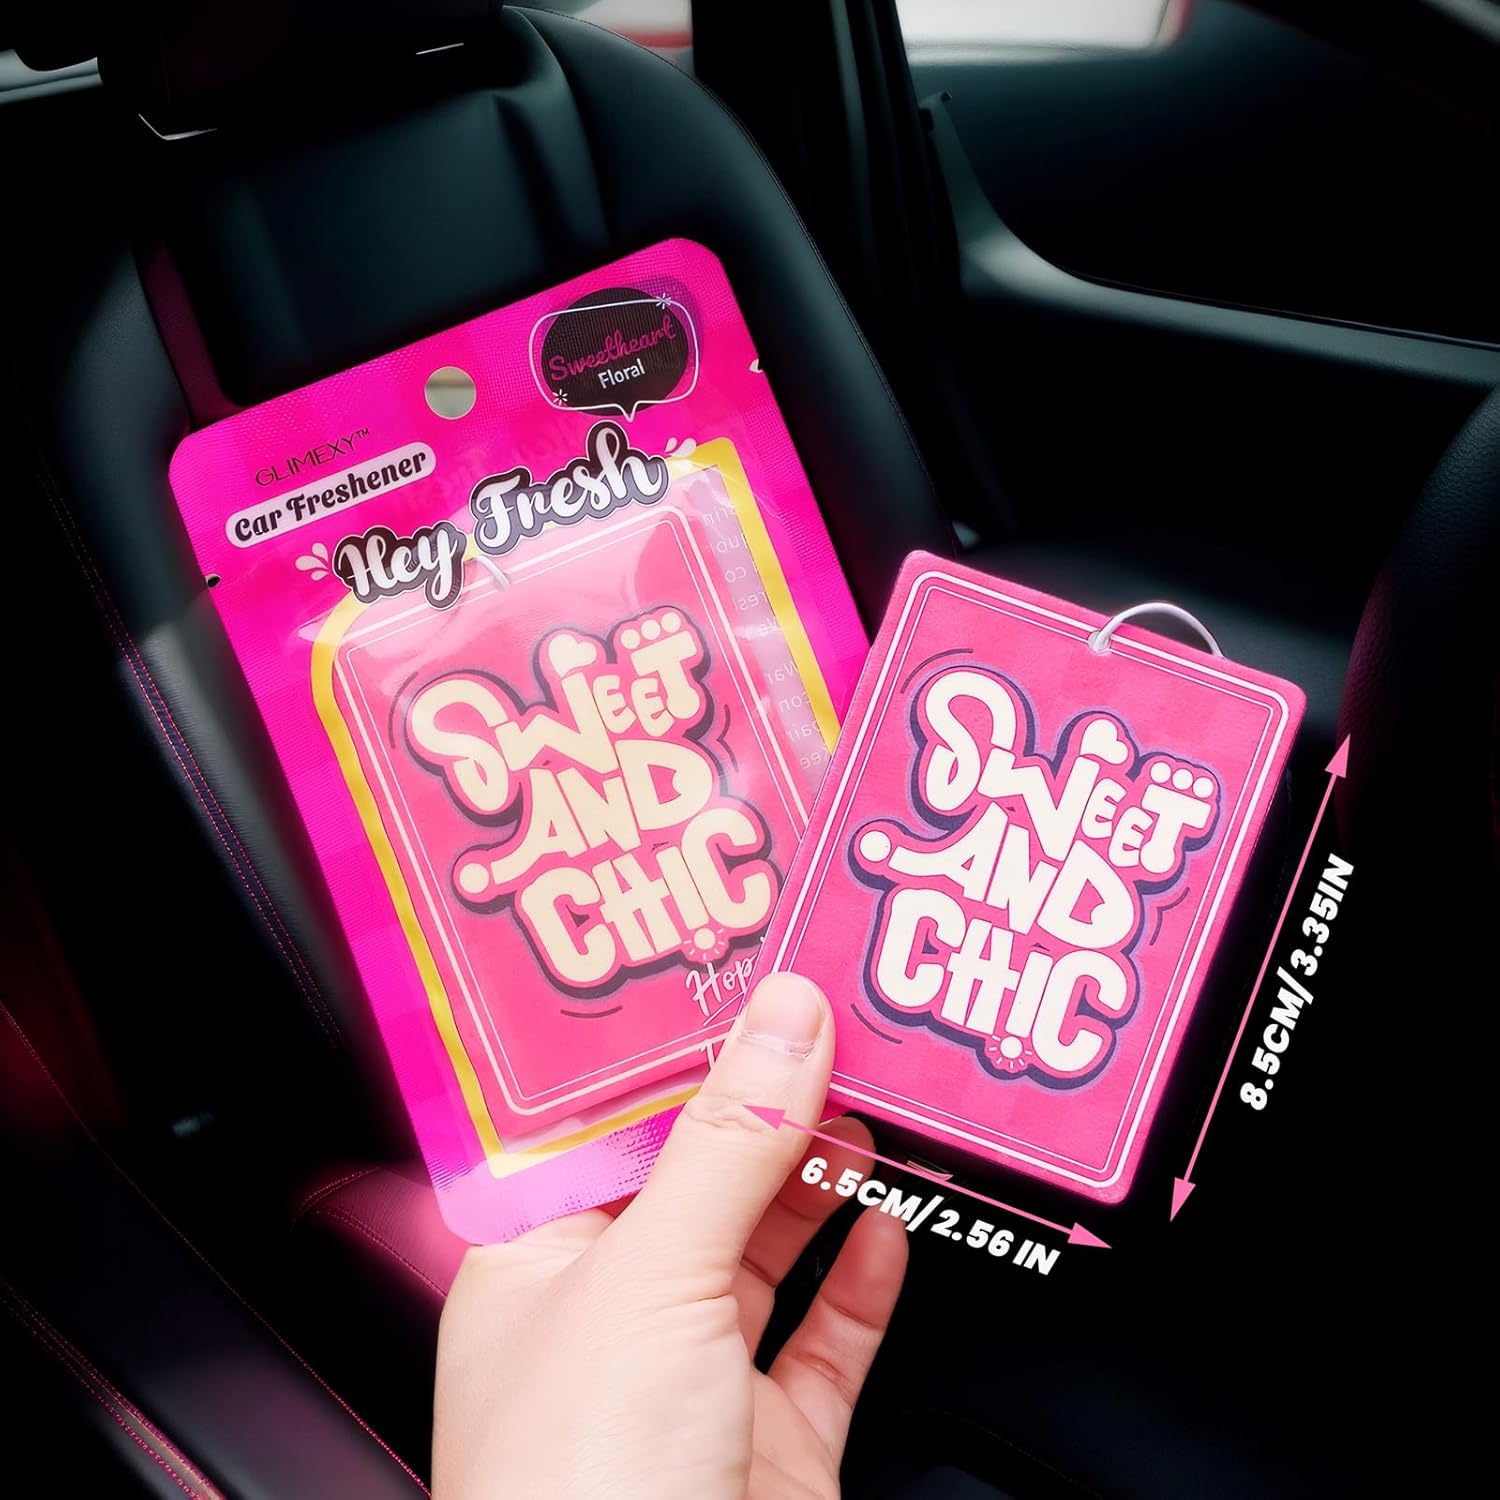 Sweetheart
Floral
GLIMEXY™
Car Freshener
Hey Fresh
SWEET
AND
CHIC
Hop
SWEET
AND
CHIC
8.5CM/3.35IN
6.5CM/2.56 IN